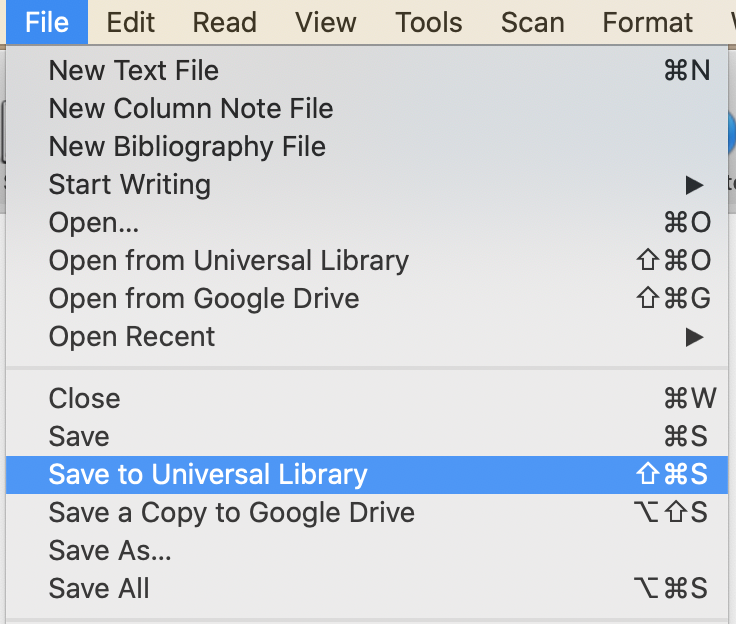 File Edit Read View Tools Scan Format
New Text File ⌘N
New Column Note File
New Bibliography File
Start Writing ▶
Open... ⌘O
Open from Universal Library ⇧⌘O
Open from Google Drive ⇧⌘G
Open Recent ▶
Close ⌘W
Save ⌘S
Save to Universal Library ⇧⌘S
Save a Copy to Google Drive ⌥⇧S
Save As...
Save All ⌥⌘S